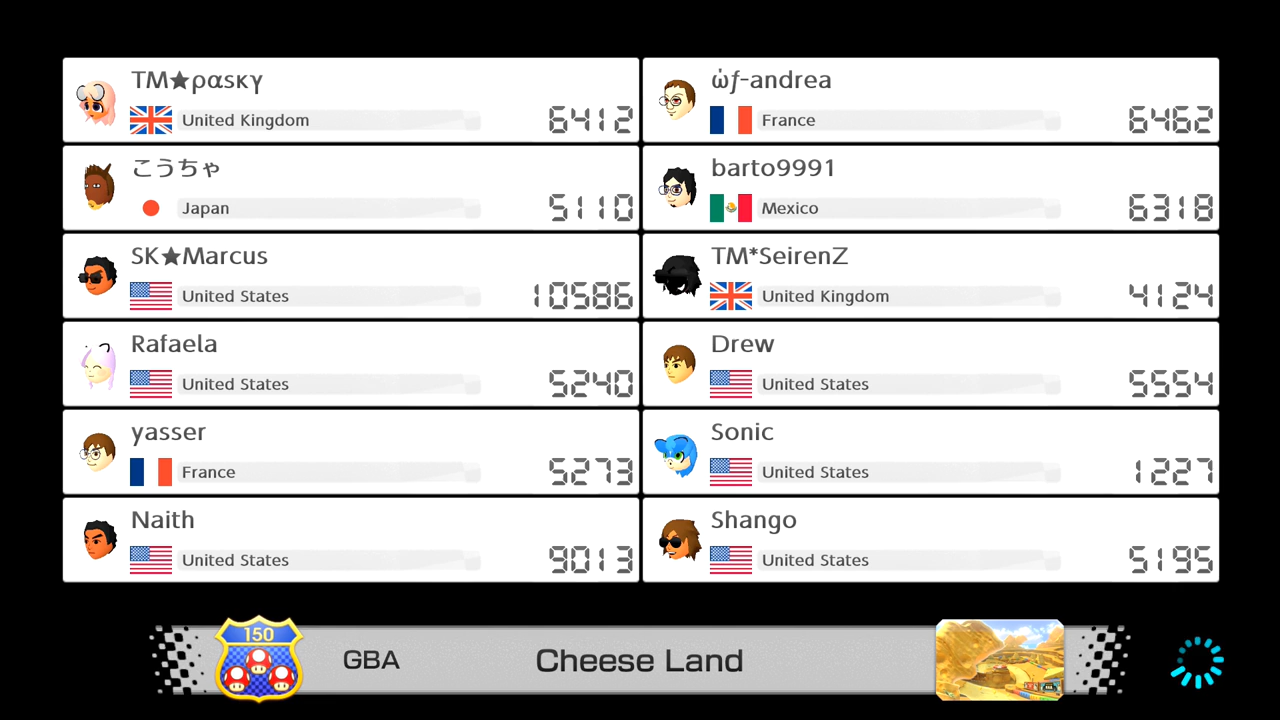 TM★ρασκγ
United Kingdom
6412
ώƒ-andrea
France
6462
こうちゃ
Japan
5110
barto9991
Mexico
6318
SK★Marcus
United States
10586
TM*SeirenZ
United Kingdom
4124
Rafaela
United States
5240
Drew
United States
5554
yasser
France
5273
Sonic
United States
1227
Naith
United States
9013
Shango
United States
5195
150
GBA
Cheese Land